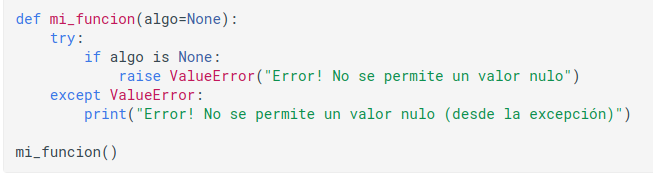 def mi_funcion(algo=None):
    try:
        if algo is None:
            raise ValueError("Error! No se permite un valor nulo")
    except ValueError:
        print("Error! No se permite un valor nulo (desde la excepción)")

mi_funcion()